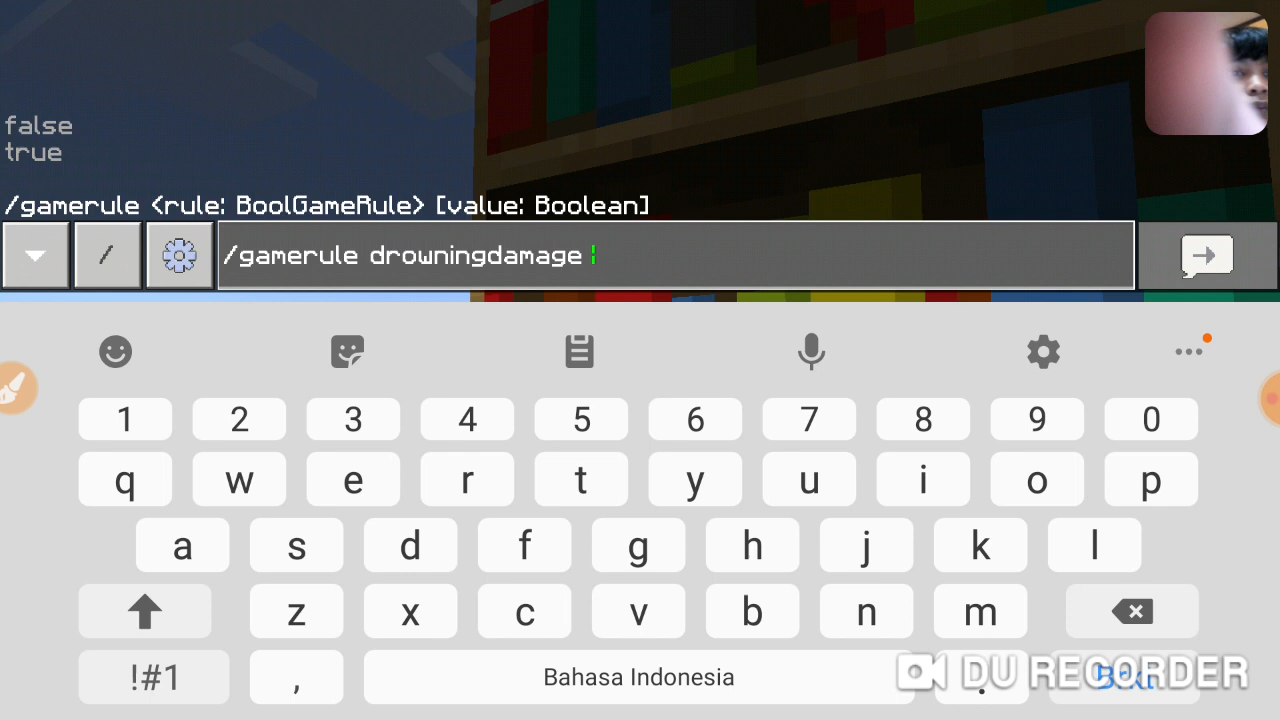 false
true
/gamerule <rule: BoolGameRule> [value: Boolean]
/
/gamerule drowningdamage
1 2 3 4 5 6 7 8 9 0
q w e r t y u i o p
a s d f g h j k l
z x c v b n m
!#1 , Bahasa Indonesia .
DU RECORDER